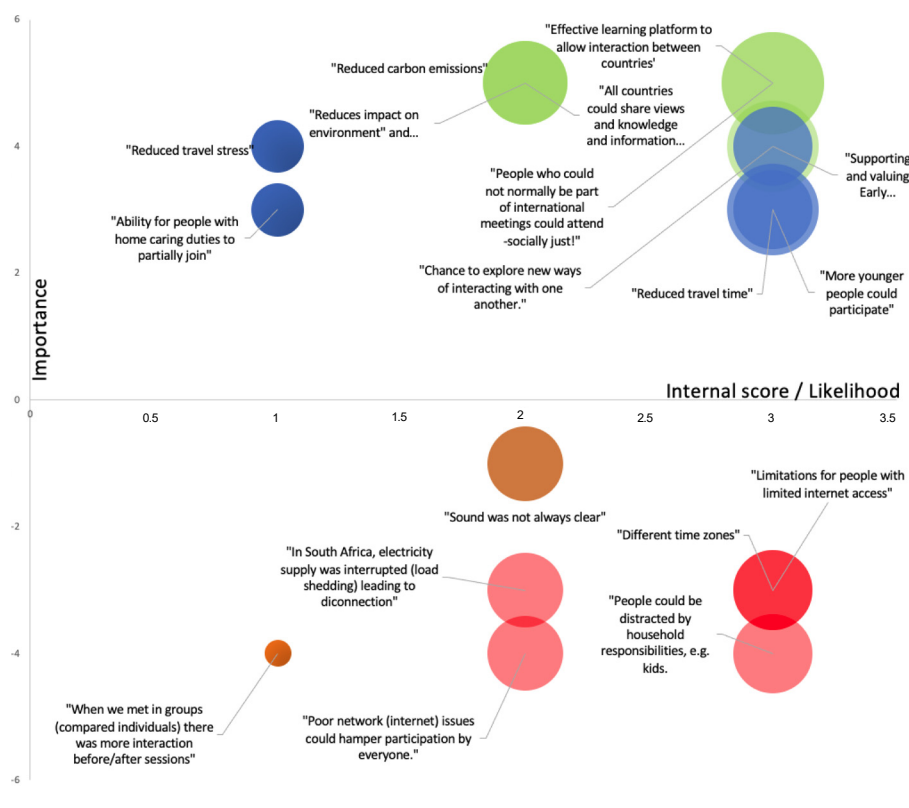 6
"Effective learning platform to
allow interaction between
countries'
"Reduced carbon emissions"
"All countries
could share views
and knowledge
and information...
"Reduces impact on
environment" and...
4
"Reduced travel stress"
"Supporting
and valuing
Early...
"People who could
not normally be part
of international
meetings could attend
-socially just!"
"Ability for people with
home caring duties to
partially join"
2
"Chance to explore new ways
of interacting with one
another."
"Reduced travel time"
"More younger
people could
participate"
Importance
Internal score / Likelihood
0
0
0.5
1
1.5
2
2.5
3
3.5
"Limitations for people with
limited internet access"
"Sound was not always clear"
-2
"Different time zones"
"In South Africa, electricity
supply was interrupted (load
shedding) leading to
diconnection"
"People could be
distracted by
household
responsibilities, e.g.
kids.
-4
"When we met in groups
(compared individuals) there
was more interaction
before/after sessions"
"Poor network (internet) issues
could hamper participation by
everyone."
-6